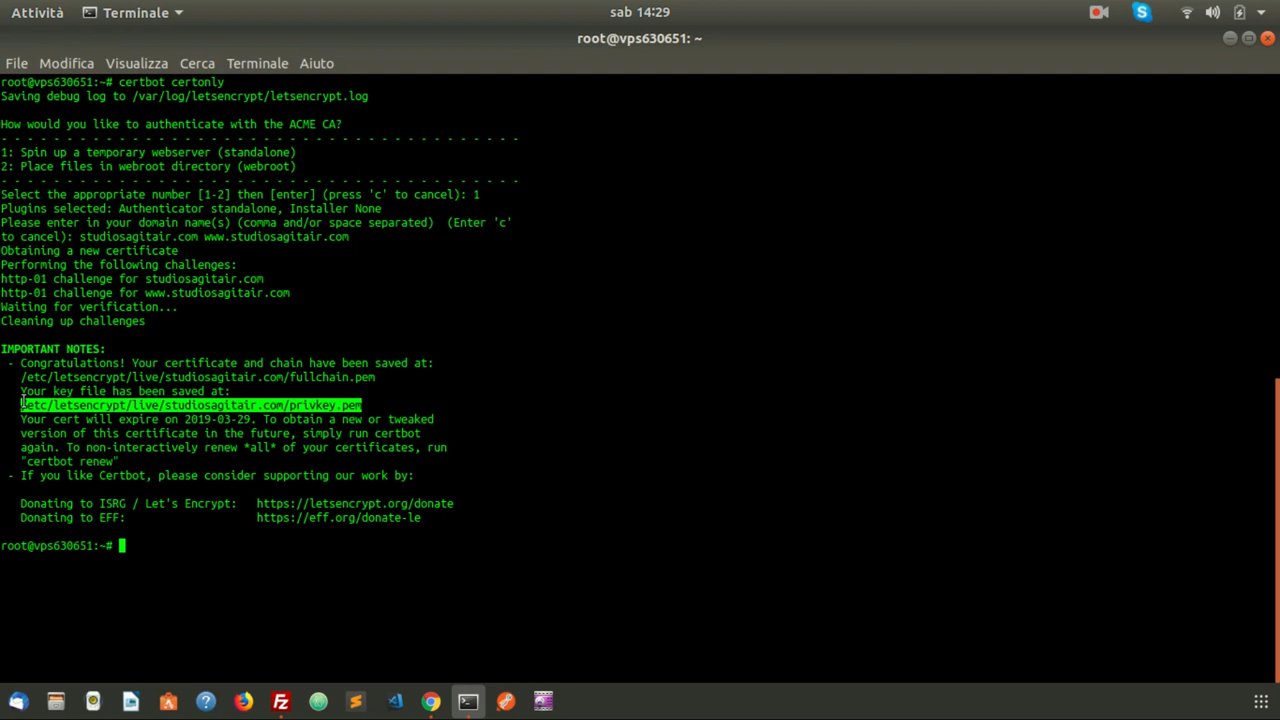 Attività Terminale sab 14:29
root@vps630651: ~
File Modifica Visualizza Cerca Terminale Aiuto
root@vps630651:~# certbot certonly
Saving debug log to /var/log/letsencrypt/letsencrypt.log
How would you like to authenticate with the ACME CA?
- - - - - - - - - - - - - - - - - - - - - - - - - - - - - - - - - - - - - - - -
1: Spin up a temporary webserver (standalone)
2: Place files in webroot directory (webroot)
- - - - - - - - - - - - - - - - - - - - - - - - - - - - - - - - - - - - - - - -
Select the appropriate number [1-2] then [enter] (press 'c' to cancel): 1
Plugins selected: Authenticator standalone, Installer None
Please enter in your domain name(s) (comma and/or space separated)  (Enter 'c'
to cancel): studiosagitair.com www.studiosagitair.com
Obtaining a new certificate
Performing the following challenges:
http-01 challenge for studiosagitair.com
http-01 challenge for www.studiosagitair.com
Waiting for verification...
Cleaning up challenges
IMPORTANT NOTES:
- Congratulations! Your certificate and chain have been saved at:
/etc/letsencrypt/live/studiosagitair.com/fullchain.pem
Your key file has been saved at:
/etc/letsencrypt/live/studiosagitair.com/privkey.pem
Your cert will expire on 2019-03-29. To obtain a new or tweaked
version of this certificate in the future, simply run certbot
again. To non-interactively renew *all* of your certificates, run
"certbot renew"
- If you like Certbot, please consider supporting our work by:
Donating to ISRG / Let's Encrypt:   https://letsencrypt.org/donate
Donating to EFF:                    https://eff.org/donate-le
root@vps630651:~#